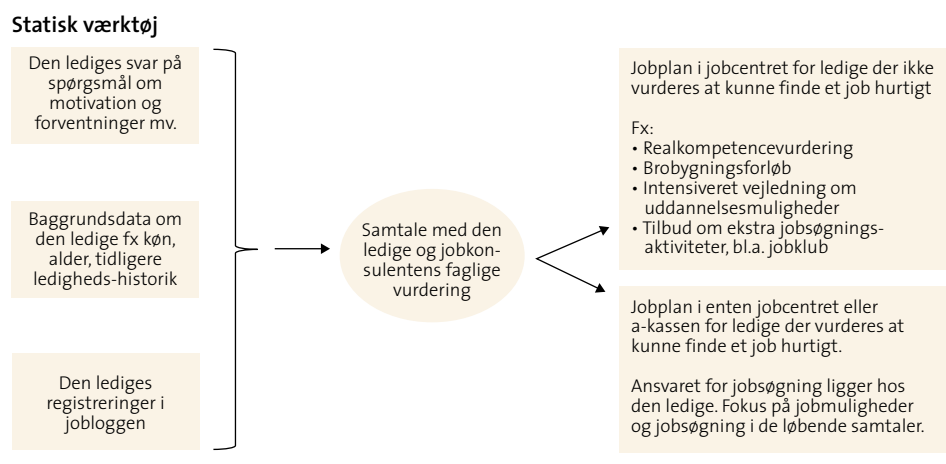 Statisk værktøj
Den lediges svar på
spørgsmål om
motivation og
forventninger mv.
Baggrundsdata om
den ledige fx køn,
alder, tidligere
ledigheds-historik
Den lediges
registreringer i
jobloggen
Samtale med den
ledige og jobkon-
sulentens faglige
vurdering
Jobplan i jobcentret for ledige der ikke
vurderes at kunne finde et job hurtigt
Fx:
• Realkompetencevurdering
• Brobygningsforløb
• Intensiveret vejledning om
uddannelsesmuligheder
• Tilbud om ekstra jobsøgnings-
aktiviteter, bl.a. jobklub
Jobplan i enten jobcentret eller
a-kassen for ledige der vurderes at
kunne finde et job hurtigt.
Ansvaret for jobsøgning ligger hos
den ledige. Fokus på jobmuligheder
og jobsøgning i de løbende samtaler.